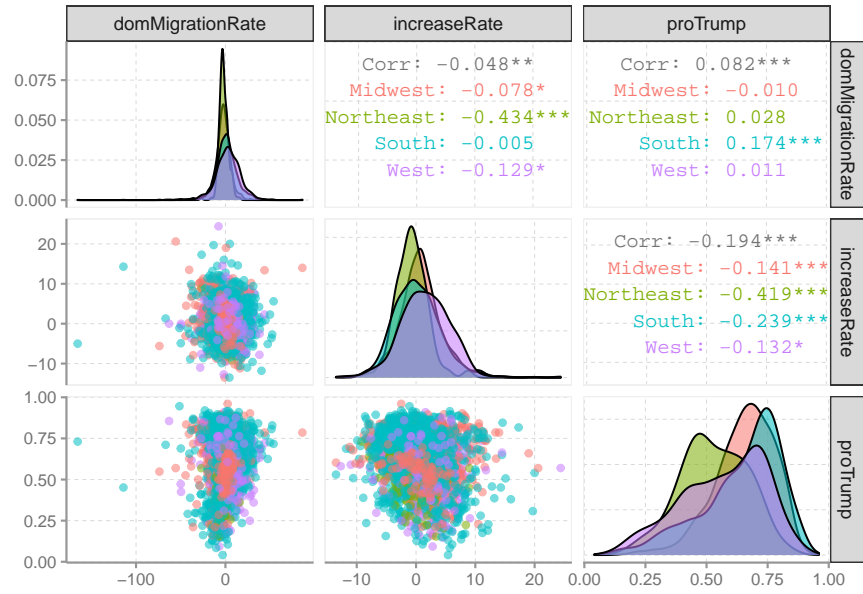 domMigrationRate increaseRate proTrump
domMigrationRate
0.075
0.050
0.025
0.000
Corr: -0.048**
Midwest: -0.078*
Northeast: -0.434***
South: -0.005
West: -0.129*
Corr: 0.082***
Midwest: -0.010
Northeast: 0.028
South: 0.174***
West: 0.011
increaseRate
20
10
0
−10
Corr: -0.194***
Midwest: -0.141***
Northeast: -0.419***
South: -0.239***
West: -0.132*
proTrump
1.00
0.75
0.50
0.25
0.00
−100 0
−10 0 10 20
0.00 0.25 0.50 0.75 1.00